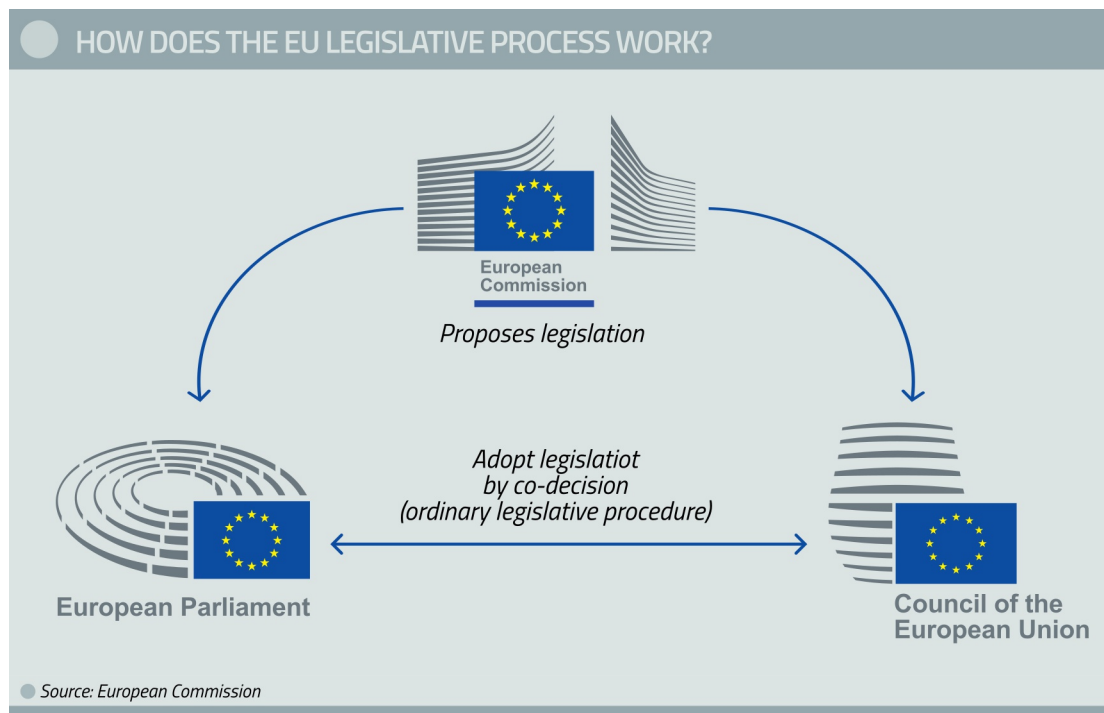 HOW DOES THE EU LEGISLATIVE PROCESS WORK?
European
Commission
Proposes legislation
Adopt legislatiot
by co-decision
(ordinary legislative procedure)
European Parliament
Council of the
European Union
Source: European Commission